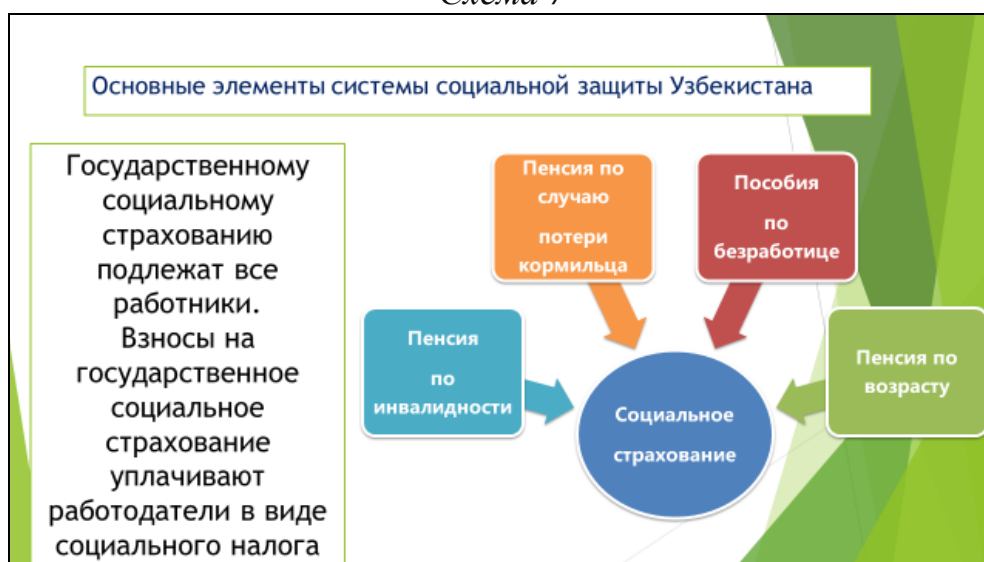 Основные элементы системы социальной защиты Узбекистана
Государственному
социальному
страхованию
подлежат все
работники.
Взносы на
государственное
социальное
страхование
уплачивают
работодатели в виде
социального налога
Пенсия по
случаю
потери
кормильца
Пособия
по
безработице
Пенсия
по
инвалидности
Пенсия по
возрасту
Социальное
страхование